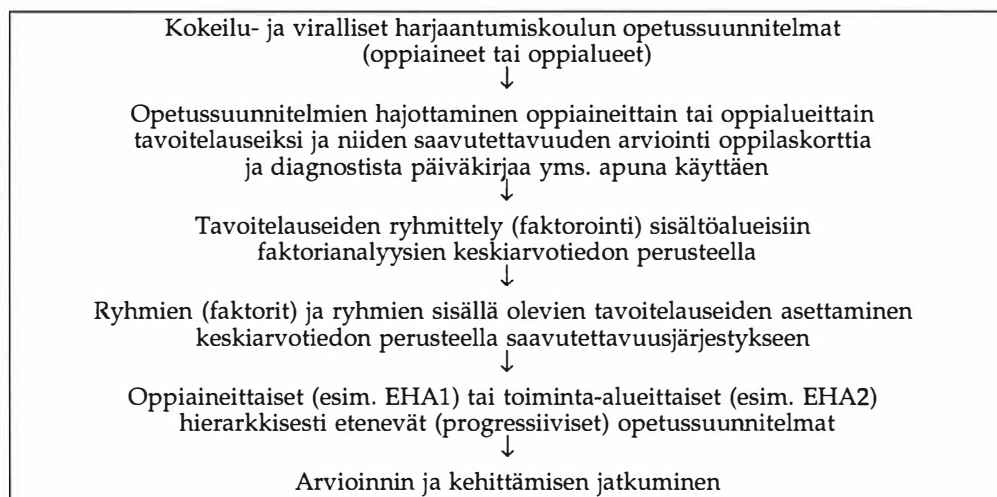 Kokeilu- ja viralliset harjaantumiskoulun opetussuunnitelmat
(oppiaineet tai oppialueet)
↓
Opetussuunnitelmien hajottaminen oppiaineittain tai oppialueittain
tavoitelauseiksi ja niiden saavutettavuuden arviointi oppilaskorttia
ja diagnostista päiväkirjaa yms. apuna käyttäen
↓
Tavoitelauseiden ryhmittely (faktorointi) sisältöalueisiin
faktorianalyysien keskiarvotiedon perusteella
↓
Ryhmien (faktorit) ja ryhmien sisällä olevien tavoitelauseiden asettaminen
keskiarvotiedon perusteella saavutettavuusjärjestykseen
↓
Oppiaineittaiset (esim. EHA1) tai toiminta-alueittaiset (esim. EHA2)
hierarkkisesti etenevät (progressiiviset) opetussuunnitelmat
↓
Arvioinnin ja kehittämisen jatkuminen